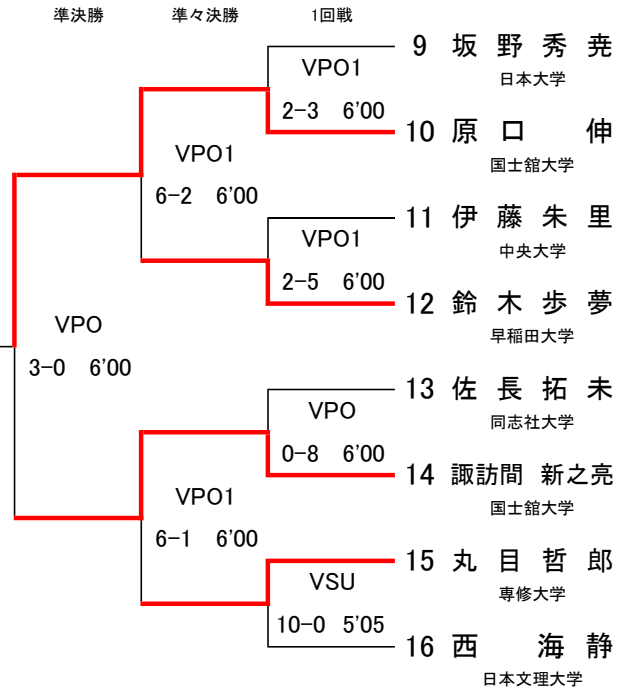 準決勝 準々決勝 1回戦
9 坂野秀尭
日本大学
VPO1
2-3 6'00
10 原口 伸
国士舘大学
VPO1
6-2 6'00
11 伊藤朱里
中央大学
VPO1
2-5 6'00
12 鈴木歩夢
早稲田大学
VPO
3-0 6'00
13 佐長拓未
同志社大学
VPO
0-8 6'00
14 諏訪間 新之亮
国士舘大学
VPO1
6-1 6'00
15 丸目哲郎
専修大学
VSU
10-0 5'05
16 西 海静
日本文理大学